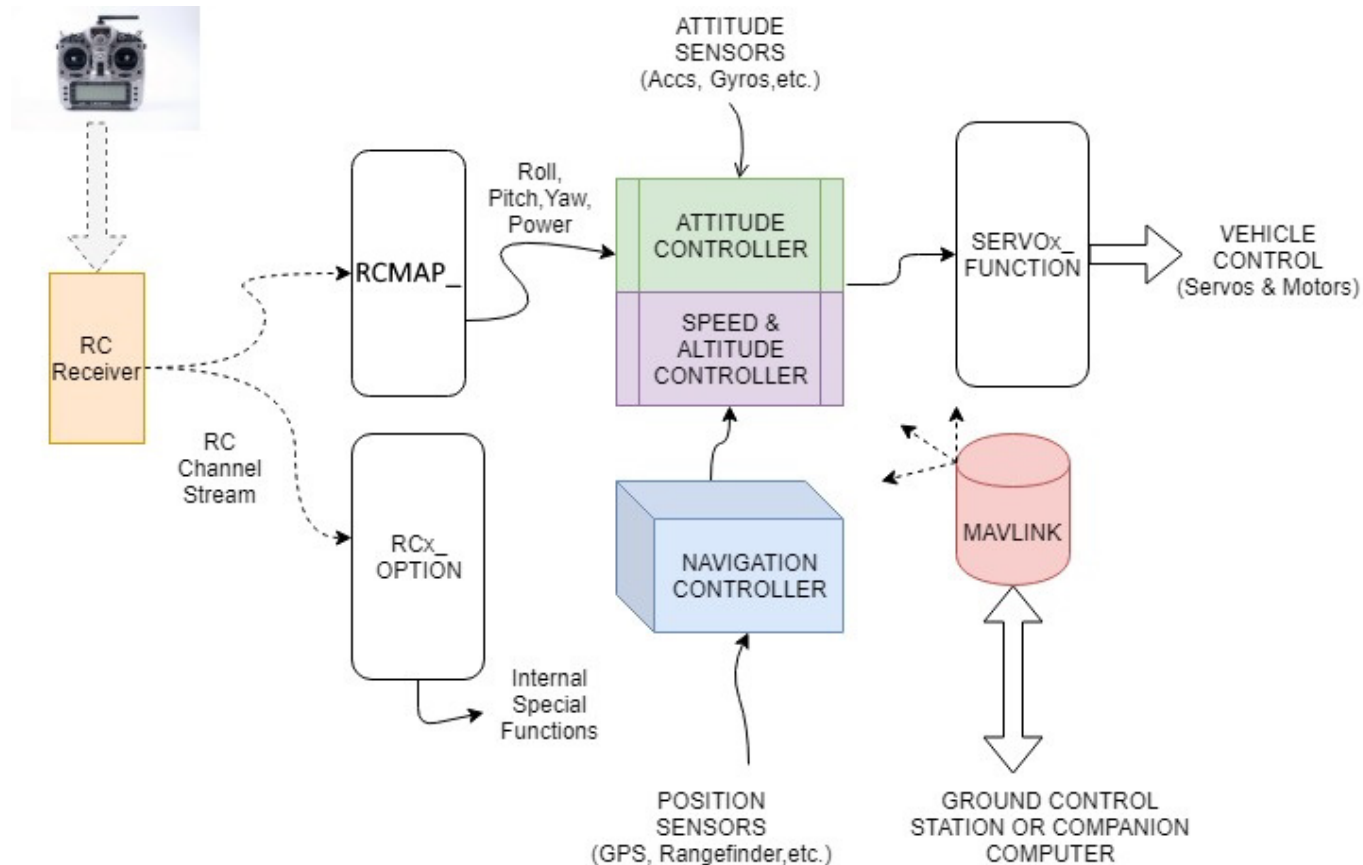 ATTITUDE
SENSORS
(Accs, Gyros,etc.)
Roll,
Pitch,Yaw,
Power
RCMAP_
ATTITUDE
CONTROLLER
SERVOx_
FUNCTION
VEHICLE
CONTROL
(Servos & Motors)
RC
Receiver
SPEED &
ALTITUDE
CONTROLLER
RC
Channel
Stream
RCx_
OPTION
NAVIGATION
CONTROLLER
MAVLINK
Internal
Special
Functions
POSITION
SENSORS
(GPS, Rangefinder,etc.)
GROUND CONTROL
STATION OR COMPANION
COMPUTER